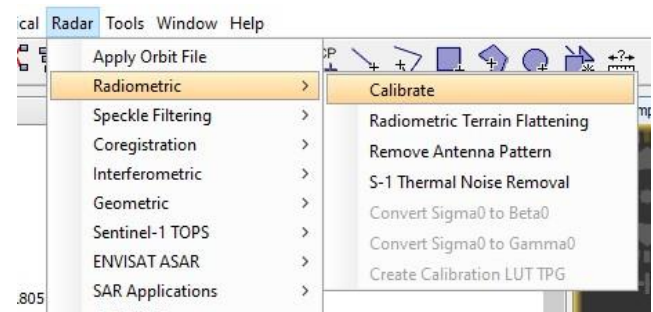 ical Radar Tools Window Help
Apply Orbit File
Radiometric
Speckle Filtering
Coregistration
Interferometric
Geometric
Sentinel-1 TOPS
ENVISAT ASAR
SAR Applications
Calibrate
Radiometric Terrain Flattening
Remove Antenna Pattern
S-1 Thermal Noise Removal
Convert Sigma0 to Beta0
Convert Sigma0 to Gamma0
Create Calibration LUT TPG
.805